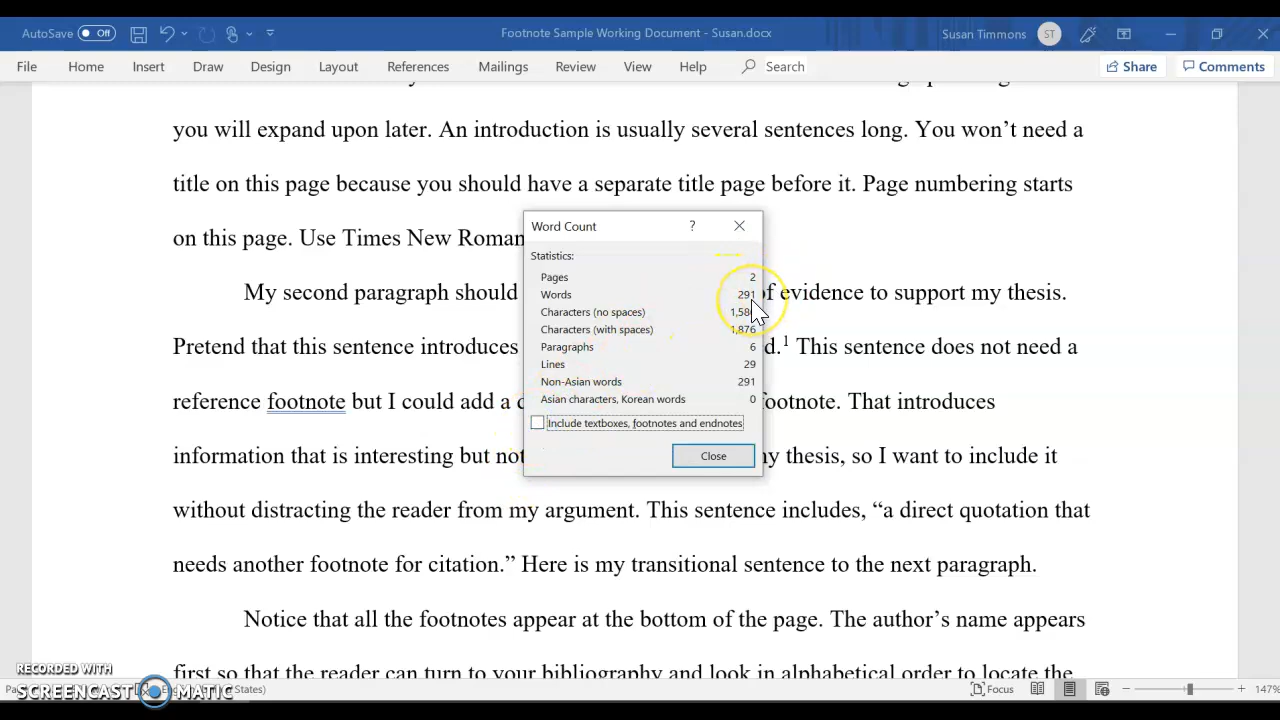 AutoSave Off
Footnote Sample Working Document - Susan.docx
Susan Timmons ST
File Home Insert Draw Design Layout References Mailings Review View Help Search Share Comments
you will expand upon later. An introduction is usually several sentences long. You won’t need a
title on this page because you should have a separate title page before it. Page numbering starts
on this page. Use Times New Roman
My second paragraph should of evidence to support my thesis.
Pretend that this sentence introduces d.1 This sentence does not need a
reference footnote but I could add a footnote. That introduces
information that is interesting but not my thesis, so I want to include it
without distracting the reader from my argument. This sentence includes, “a direct quotation that
needs another footnote for citation.” Here is my transitional sentence to the next paragraph.
Notice that all the footnotes appear at the bottom of the page. The author’s name appears
first so that the reader can turn to your bibliography and look in alphabetical order to locate the
Word Count ?
Statistics:
Pages 2
Words 291
Characters (no spaces)
Characters (with spaces) 1,876
Paragraphs 6
Lines 29
Non-Asian words 291
Asian characters, Korean words 0
Include textboxes, footnotes and endnotes
Close
RECORDED WITH
SCREENCAST MATIC
States)
Focus
147%